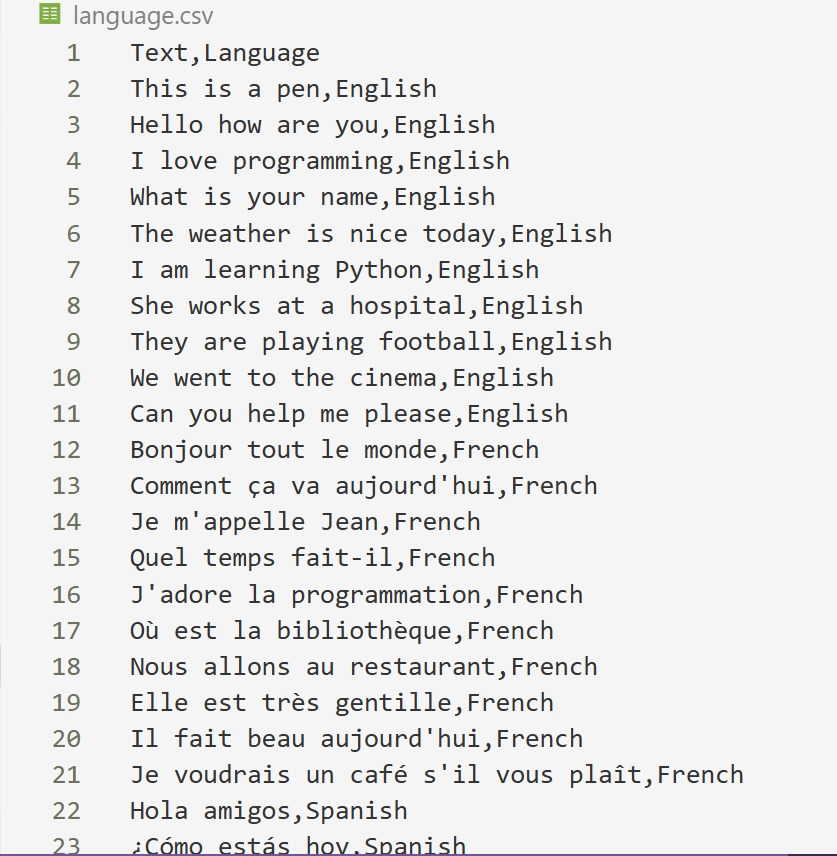 language.csv
1 Text,Language
2 This is a pen,English
3 Hello how are you,English
4 I love programming,English
5 What is your name,English
6 The weather is nice today,English
7 I am learning Python,English
8 She works at a hospital,English
9 They are playing football,English
10 We went to the cinema,English
11 Can you help me please,English
12 Bonjour tout le monde,French
13 Comment ça va aujourd'hui,French
14 Je m'appelle Jean,French
15 Quel temps fait-il,French
16 J'adore la programmation,French
17 Où est la bibliothèque,French
18 Nous allons au restaurant,French
19 Elle est très gentille,French
20 Il fait beau aujourd'hui,French
21 Je voudrais un café s'il vous plaît,French
22 Hola amigos,Spanish
23 ¿Cómo estás hoy,Spanish